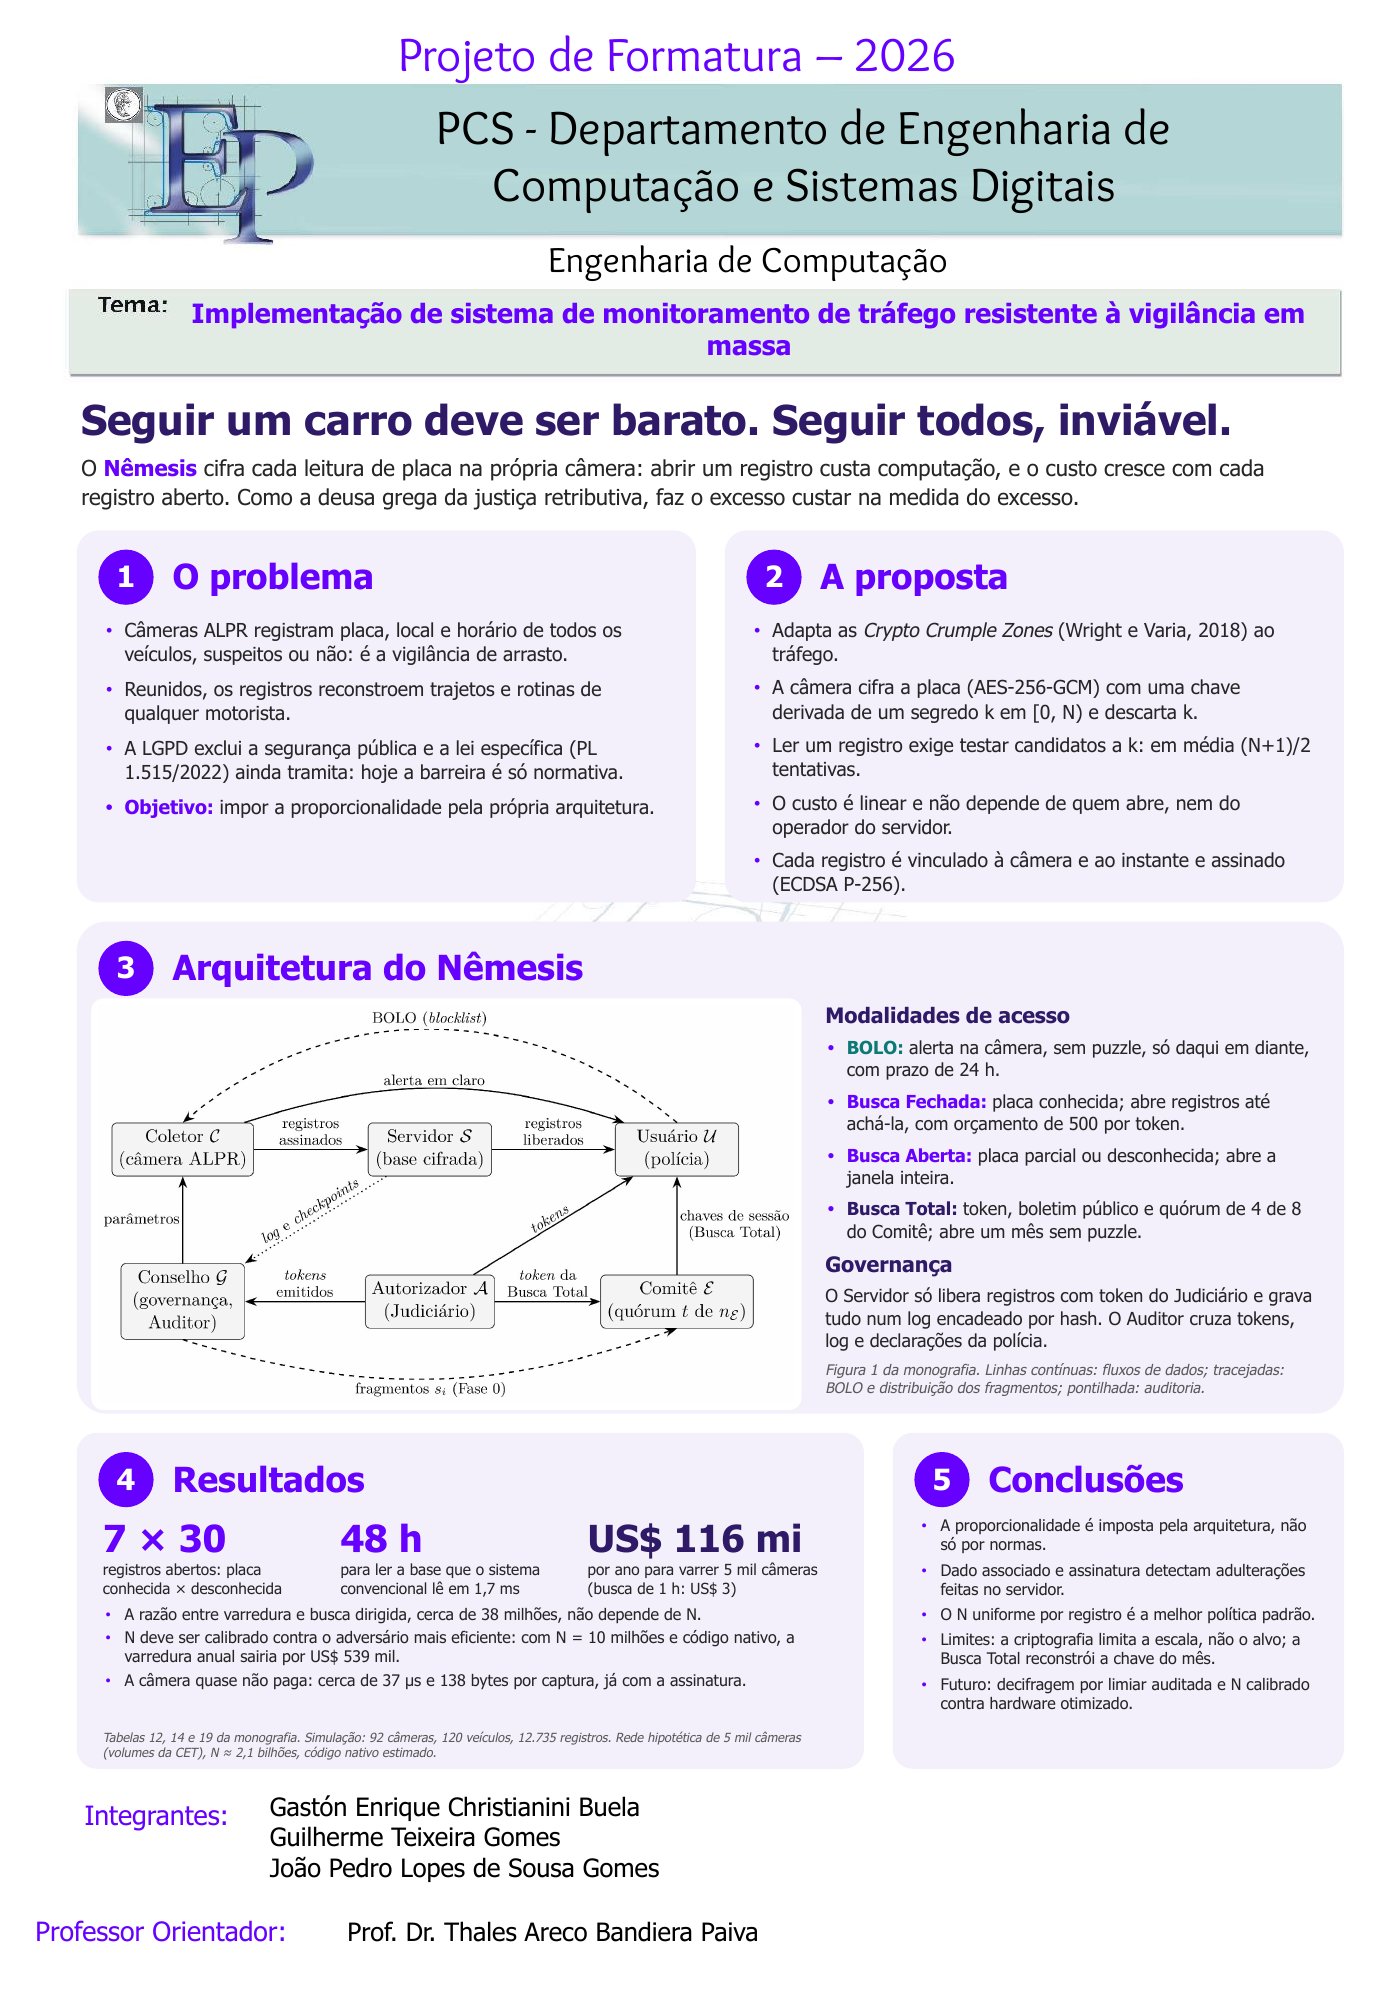 Projeto de Formatura – 2026
EP
PCS - Departamento de Engenharia de
Computação e Sistemas Digitais
Engenharia de Computação
Tema:
Implementação de sistema de monitoramento de tráfego resistente à vigilância em
massa
Seguir um carro deve ser barato. Seguir todos, inviável.
O Nêmesis cifra cada leitura de placa na própria câmera: abrir um registro custa computação, e o custo cresce com cada
registro aberto. Como a deusa grega da justiça retributiva, faz o excesso custar na medida do excesso.
1 O problema
• Câmeras ALPR registram placa, local e horário de todos os
veículos, suspeitos ou não: é a vigilância de arrasto.
• Reunidos, os registros reconstroem trajetos e rotinas de
qualquer motorista.
• A LGPD exclui a segurança pública e a lei específica (PL
1.515/2022) ainda tramita: hoje a barreira é só normativa.
• Objetivo: impor a proporcionalidade pela própria arquitetura.
2 A proposta
• Adapta as Crypto Crumple Zones (Wright e Varia, 2018) ao
tráfego.
• A câmera cifra a placa (AES-256-GCM) com uma chave
derivada de um segredo k em [0, N) e descarta k.
• Ler um registro exige testar candidatos a k: em média (N+1)/2
tentativas.
• O custo é linear e não depende de quem abre, nem do
operador do servidor.
• Cada registro é vinculado à câmera e ao instante e assinado
(ECDSA P-256).
3 Arquitetura do Nêmesis
BOLO (blocklist)
alerta em claro
Coletor 𝒞
(câmera ALPR)
registros
assinados
Servidor 𝒮
(base cifrada)
registros
liberados
Usuário 𝒰
(polícia)
parâmetros
log e checkpoints
tokens
chaves de sessão
(Busca Total)
Conselho 𝒢
(governança,
Auditor)
tokens
emitidos
Autorizador 𝒜
(Judiciário)
token da
Busca Total
Comitê ℰ
(quórum t de nℰ)
fragmentos sᵢ (Fase 0)
Modalidades de acesso
• BOLO: alerta na câmera, sem puzzle, só daqui em diante,
com prazo de 24 h.
• Busca Fechada: placa conhecida; abre registros até
achá-la, com orçamento de 500 por token.
• Busca Aberta: placa parcial ou desconhecida; abre a
janela inteira.
• Busca Total: token, boletim público e quórum de 4 de 8
do Comitê; abre um mês sem puzzle.
Governança
O Servidor só libera registros com token do Judiciário e grava
tudo num log encadeado por hash. O Auditor cruza tokens,
log e declarações da polícia.
Figura 1 da monografia. Linhas contínuas: fluxos de dados; tracejadas:
BOLO e distribuição dos fragmentos; pontilhada: auditoria.
4 Resultados
7 × 30
registros abertos: placa
conhecida × desconhecida
48 h
para ler a base que o sistema
convencional lê em 1,7 ms
US$ 116 mi
por ano para varrer 5 mil câmeras
(busca de 1 h: US$ 3)
• A razão entre varredura e busca dirigida, cerca de 38 milhões, não depende de N.
• N deve ser calibrado contra o adversário mais eficiente: com N = 10 milhões e código nativo, a
varredura anual sairia por US$ 539 mil.
• A câmera quase não paga: cerca de 37 µs e 138 bytes por captura, já com a assinatura.
Tabelas 12, 14 e 19 da monografia. Simulação: 92 câmeras, 120 veículos, 12.735 registros. Rede hipotética de 5 mil câmeras
(volumes da CET), N ≈ 2,1 bilhões, código nativo estimado.
5 Conclusões
• A proporcionalidade é imposta pela arquitetura, não
só por normas.
• Dado associado e assinatura detectam adulterações
feitas no servidor.
• O N uniforme por registro é a melhor política padrão.
• Limites: a criptografia limita a escala, não o alvo; a
Busca Total reconstrói a chave do mês.
• Futuro: decifragem por limiar auditada e N calibrado
contra hardware otimizado.
Integrantes:
Gastón Enrique Christianini Buela
Guilherme Teixeira Gomes
João Pedro Lopes de Sousa Gomes
Professor Orientador:
Prof. Dr. Thales Areco Bandiera Paiva